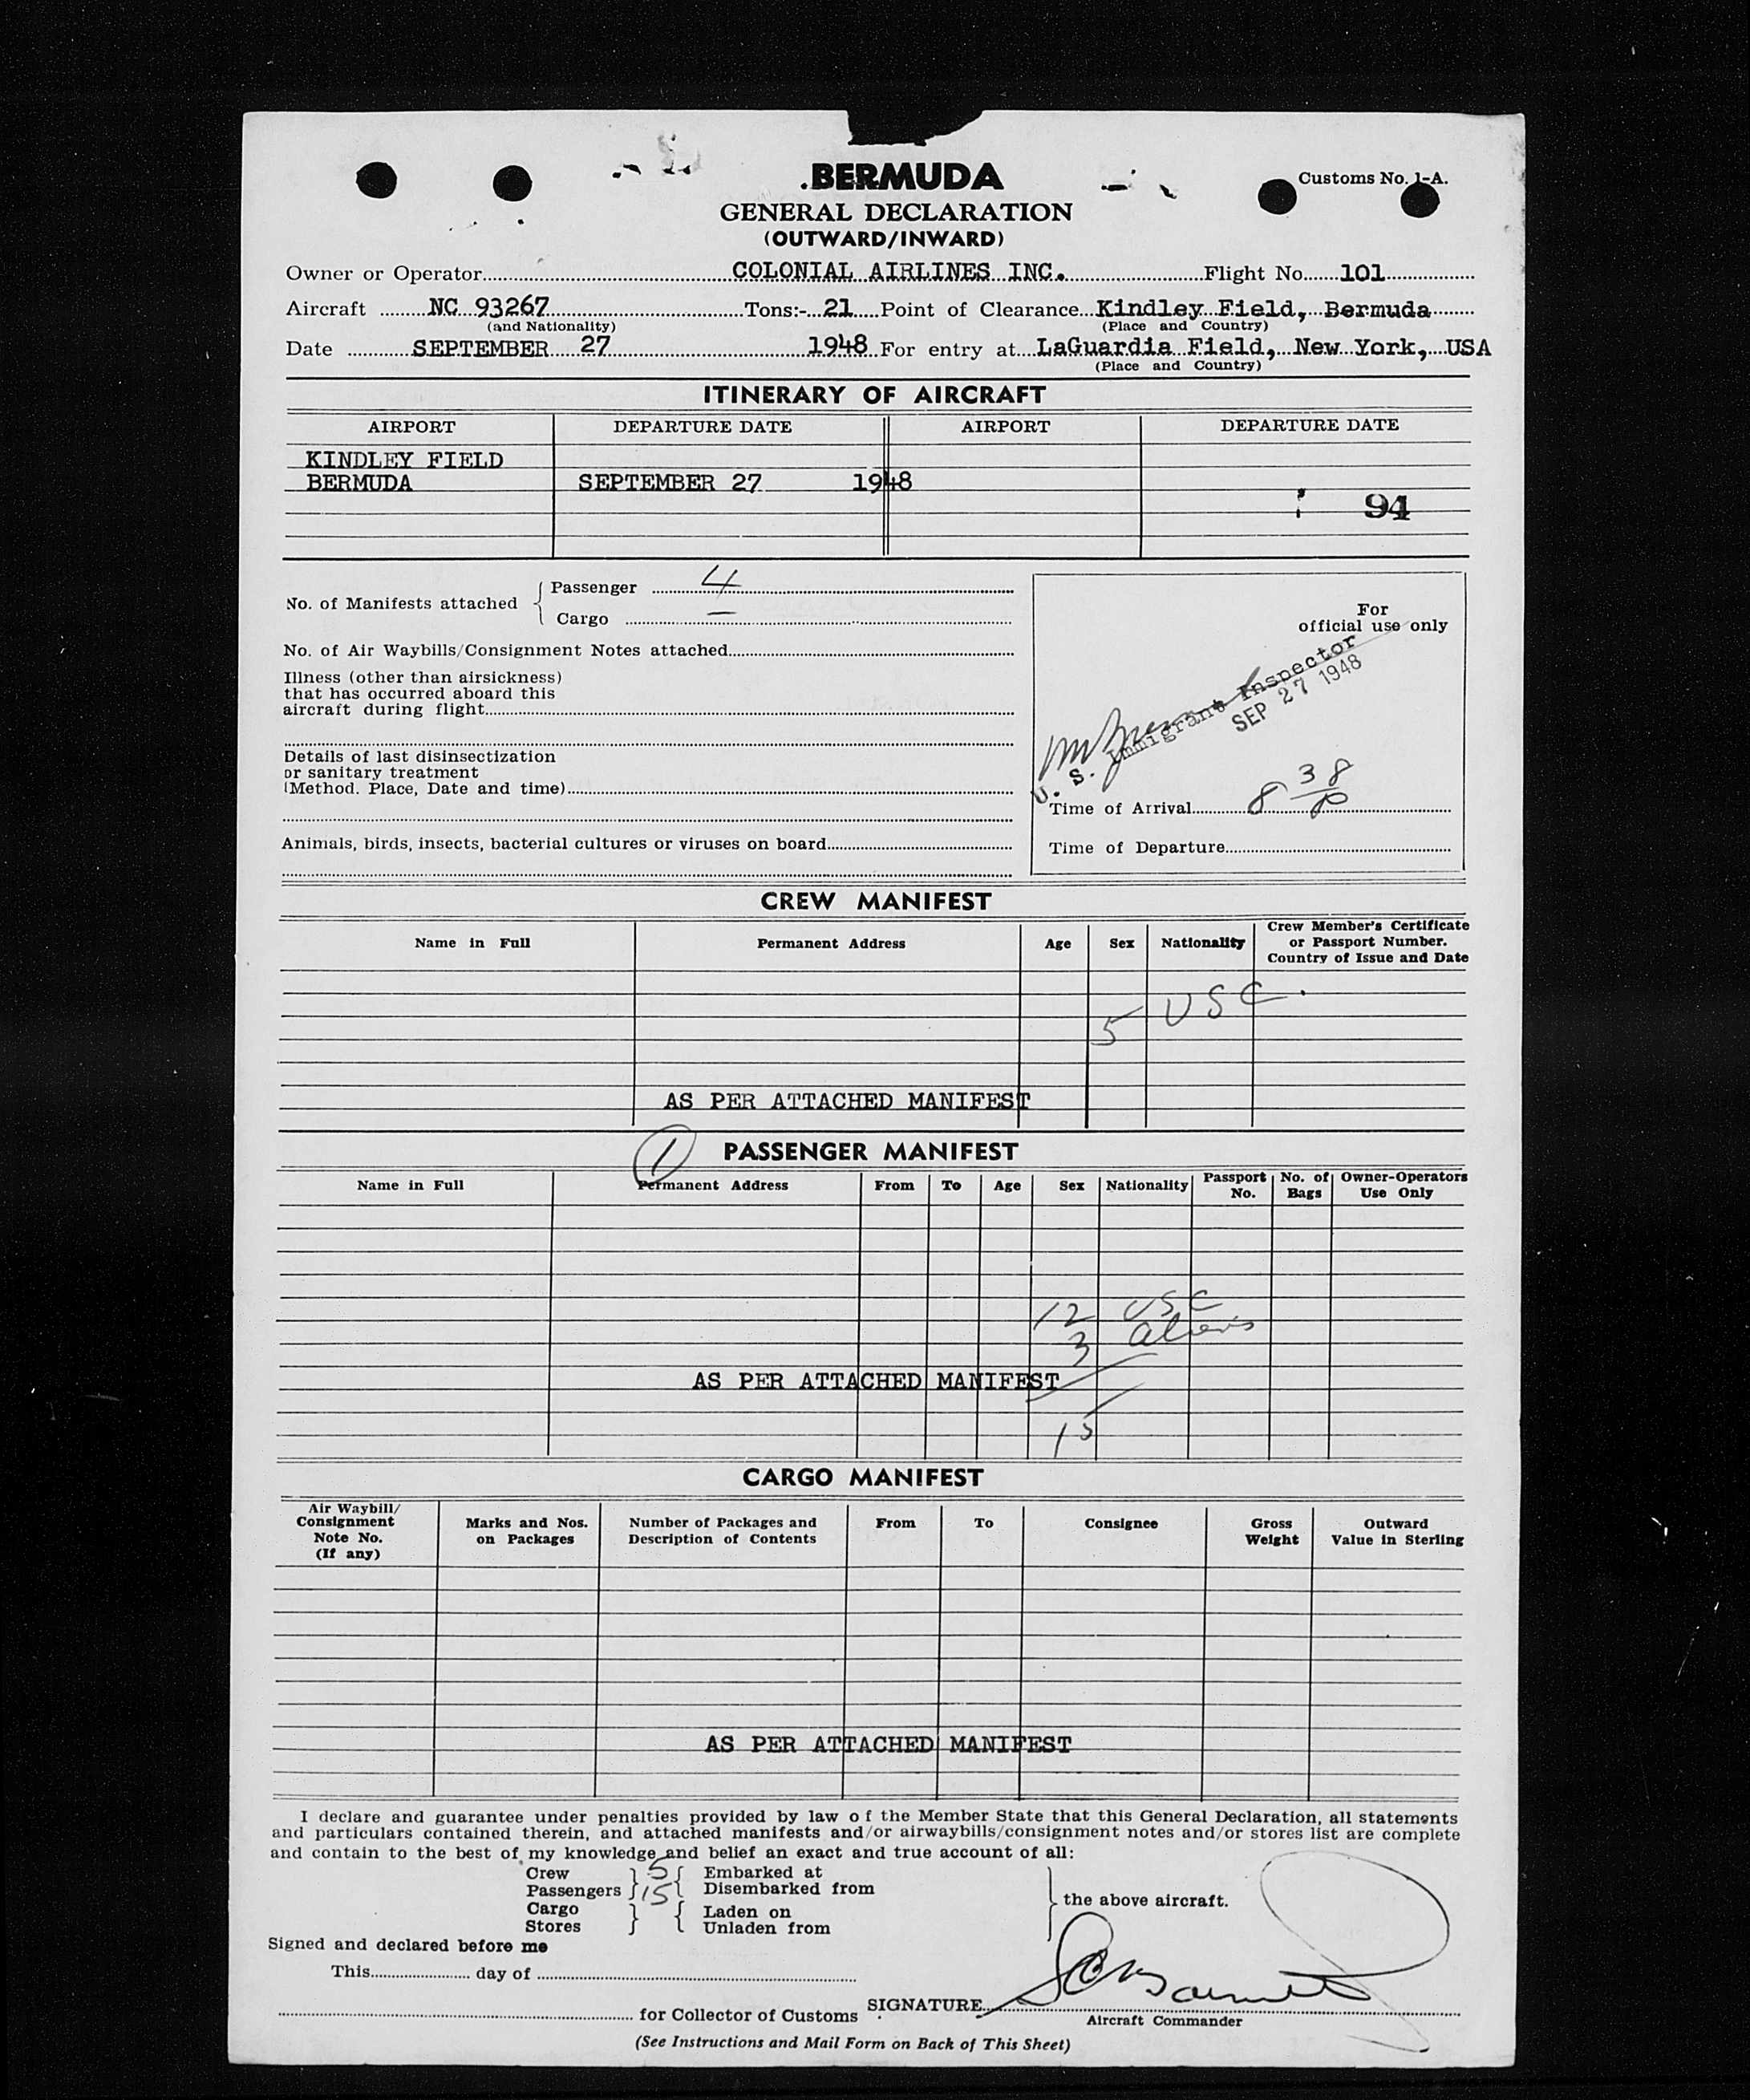 BERMUDA
Customs No. 1-A.
GENERAL DECLARATION
(OUTWARD/INWARD)
Owner or Operator COLONIAL AIRLINES INC. Flight No. 101
Aircraft NC 93267 Tons:- 21 Point of Clearance Kindley Field, Bermuda
(and Nationality) (Place and Country)
Date SEPTEMBER 27 1948 For entry at LaGuardia Field, New York, USA
(Place and Country)
ITINERARY OF AIRCRAFT
AIRPORT DEPARTURE DATE AIRPORT DEPARTURE DATE
KINDLEY FIELD
BERMUDA SEPTEMBER 27 1948
94
No. of Manifests attached { Passenger 4
Cargo —
For
official use only
No. of Air Waybills/Consignment Notes attached
Illness (other than airsickness)
that has occurred aboard this
aircraft during flight
U. S. Immigrant Inspector
SEP 27 1948
Details of last disinsectization
or sanitary treatment
(Method. Place, Date and time)
Time of Arrival 8 38
Animals, birds, insects, bacterial cultures or viruses on board
Time of Departure
CREW MANIFEST
Name in Full Permanent Address Age Sex Nationality Crew Member's Certificate
or Passport Number.
Country of Issue and Date
5 USC.
AS PER ATTACHED MANIFEST
1 PASSENGER MANIFEST
Name in Full Permanent Address From To Age Sex Nationality Passport No. No. of Bags Owner-Operators Use Only
12 USC
3 aliens
AS PER ATTACHED MANIFEST
15
CARGO MANIFEST
Air Waybill/
Consignment
Note No.
(If any)
Marks and Nos.
on Packages
Number of Packages and
Description of Contents
From To Consignee
Gross
Weight
Outward
Value in Sterling
AS PER ATTACHED MANIFEST
I declare and guarantee under penalties provided by law of the Member State that this General Declaration, all statements
and particulars contained therein, and attached manifests and/or airwaybills/consignment notes and/or stores list are complete
and contain to the best of my knowledge and belief an exact and true account of all:
Crew } 5 { Embarked at
Passengers } 15 { Disembarked from
the above aircraft.
Cargo } { Laden on
Stores } { Unladen from
Signed and declared before me
This day of
for Collector of Customs SIGNATURE
Aircraft Commander
(See Instructions and Mail Form on Back of This Sheet)